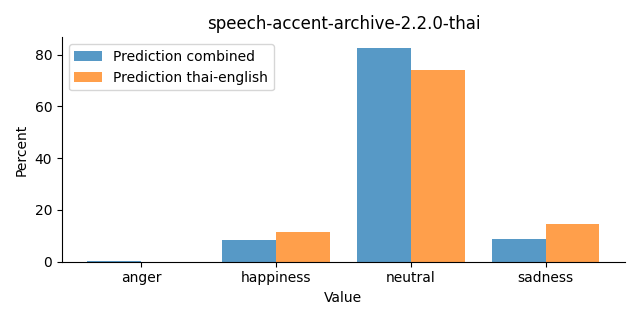 speech-accent-archive-2.2.0-thai
Prediction combined
Prediction thai-english
Percent
80
60
40
20
0
anger happiness neutral sadness
Value